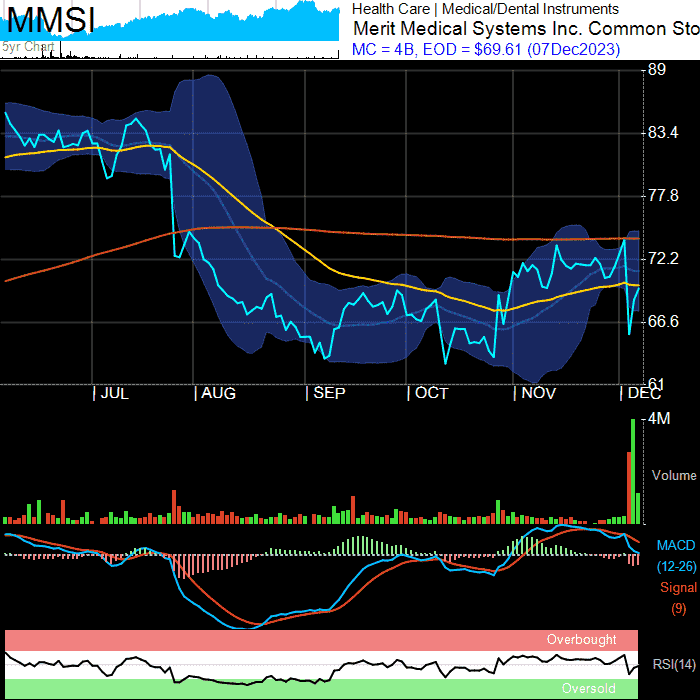 MMSI
5yr Chart
Health Care | Medical/Dental Instruments
Merit Medical Systems Inc. Common Sto
MC = 4B, EOD = $69.61 (07Dec2023)
89
83.4
77.8
72.2
66.6
61
| JUL | AUG | SEP | OCT | NOV | DEC
4M
Volume
MACD
(12-26)
Signal
(9)
Overbought
RSI(14)
Oversold